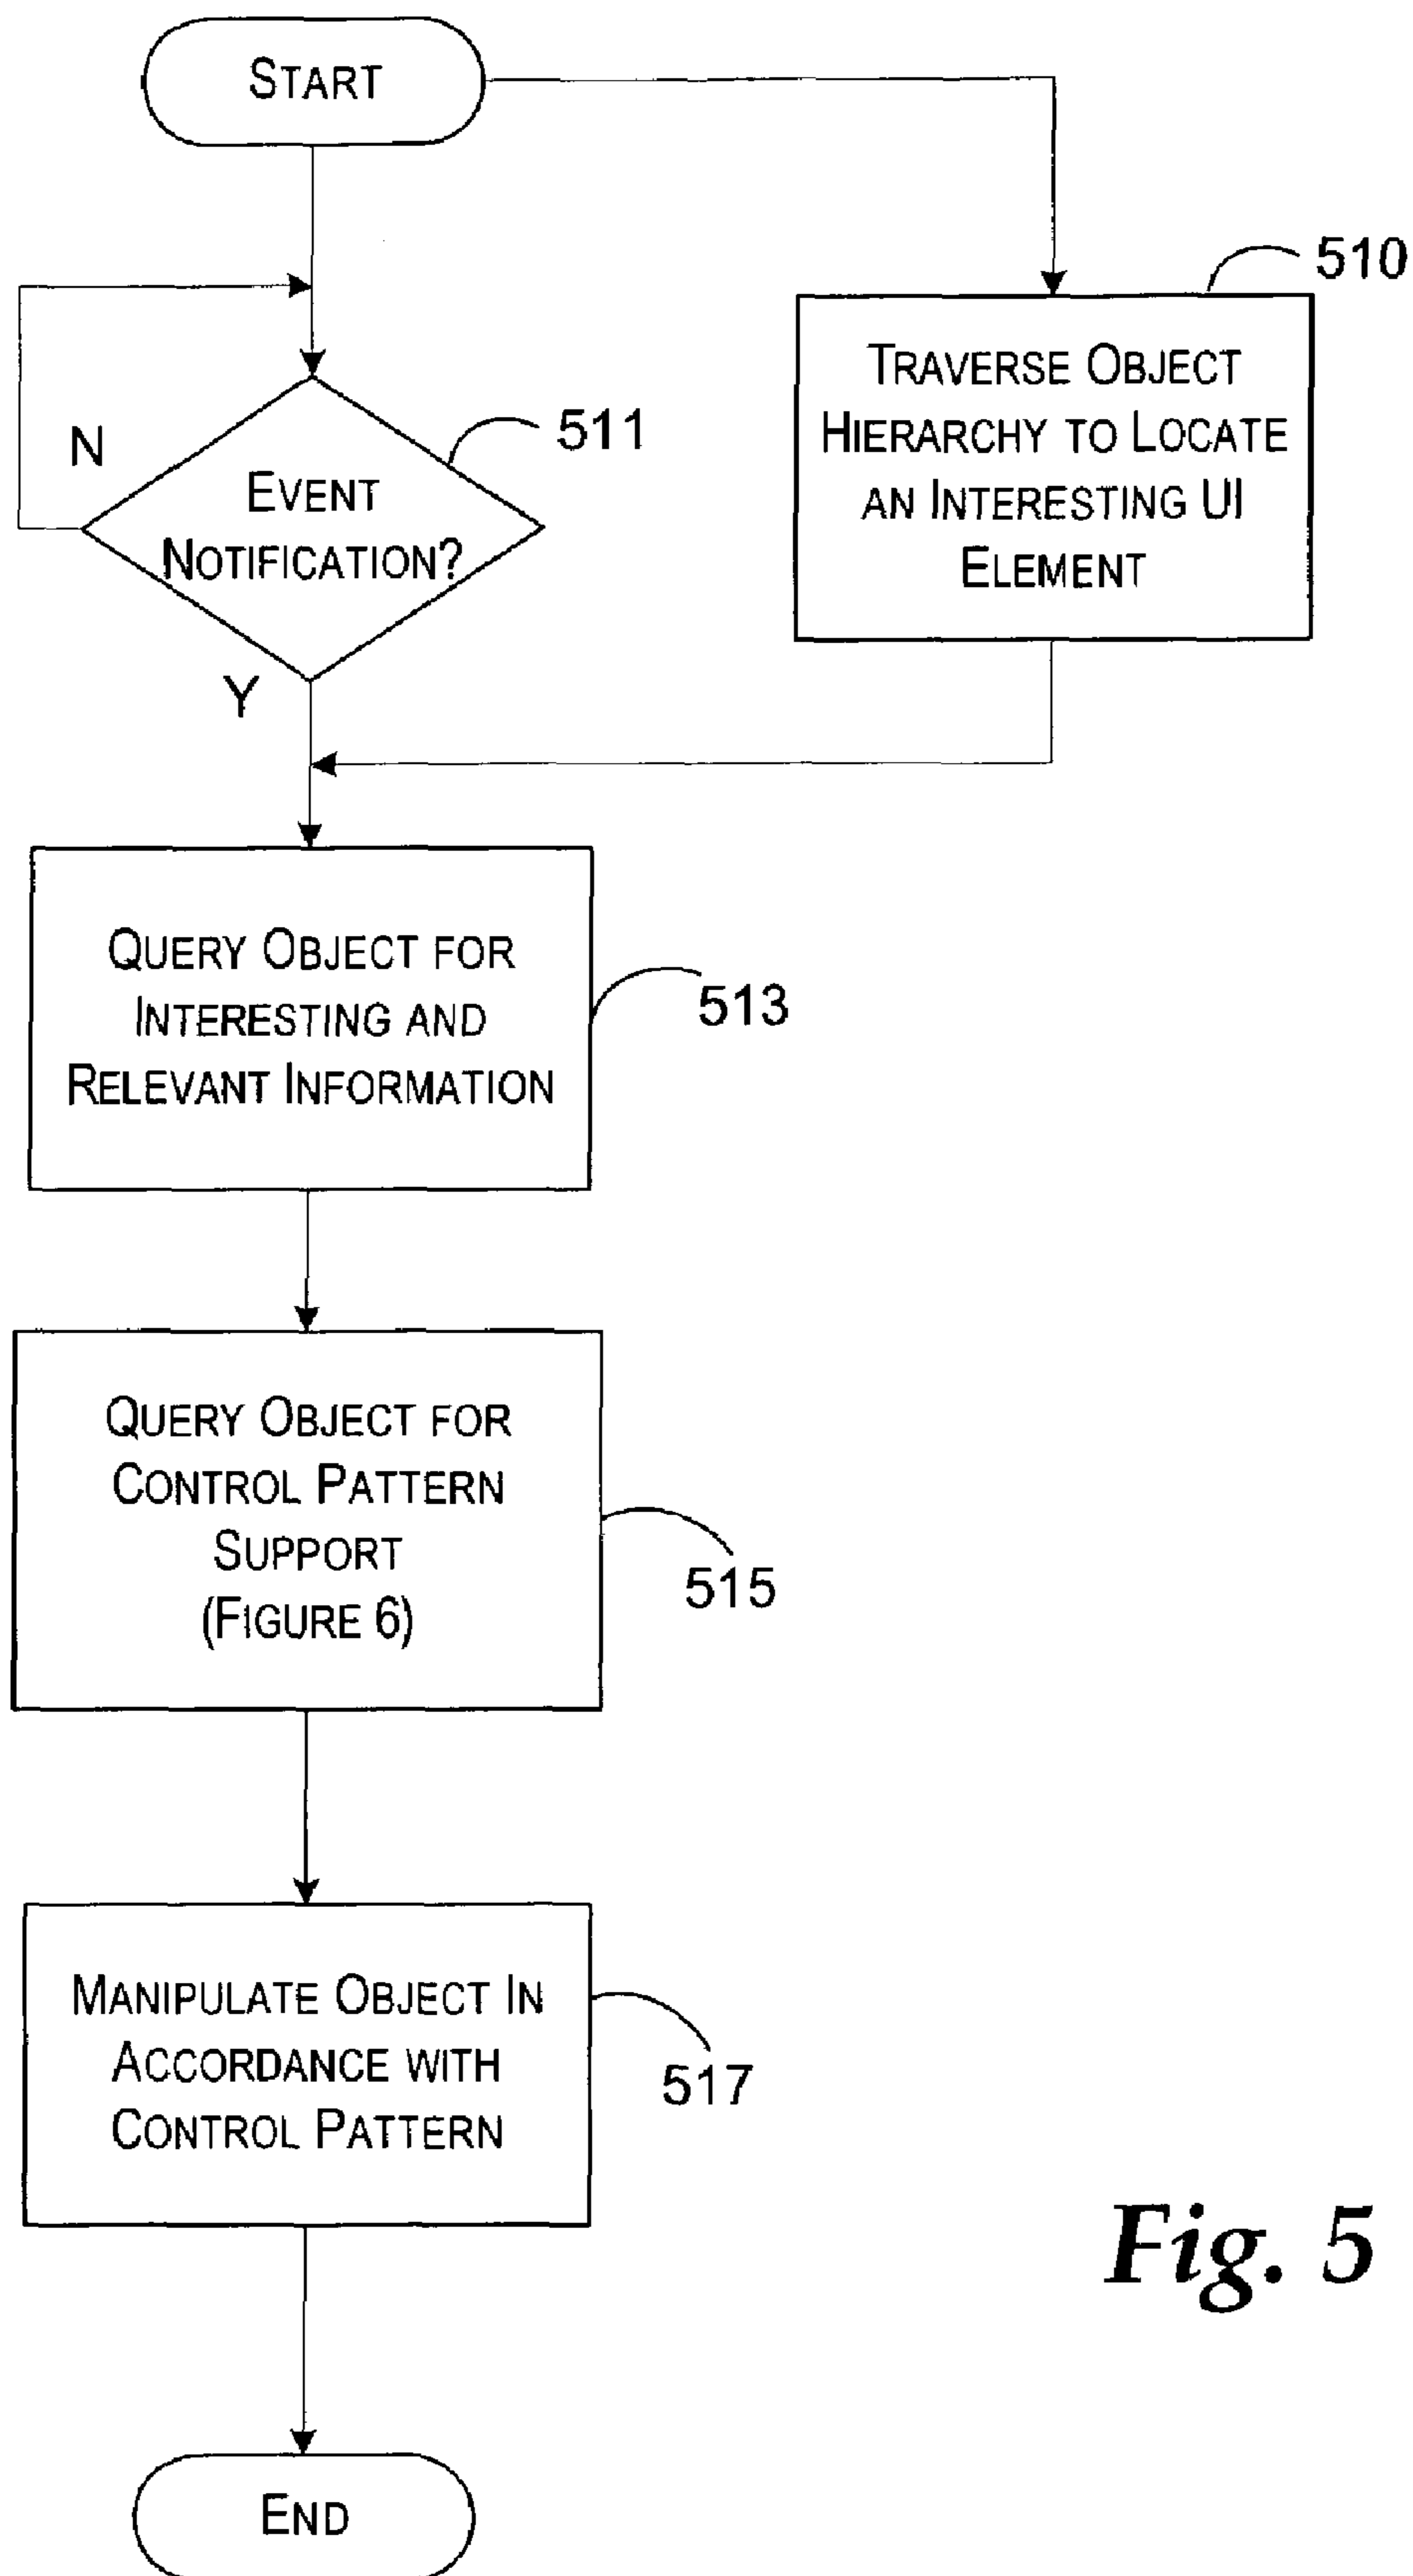 START
510
TRAVERSE OBJECT
HIERARCHY TO LOCATE
AN INTERESTING UI
ELEMENT
N
511
EVENT
NOTIFICATION?
Y
QUERY OBJECT FOR
INTERESTING AND
RELEVANT INFORMATION
513
QUERY OBJECT FOR
CONTROL PATTERN
SUPPORT
(FIGURE 6)
515
MANIPULATE OBJECT IN
ACCORDANCE WITH
CONTROL PATTERN
517
Fig. 5
END